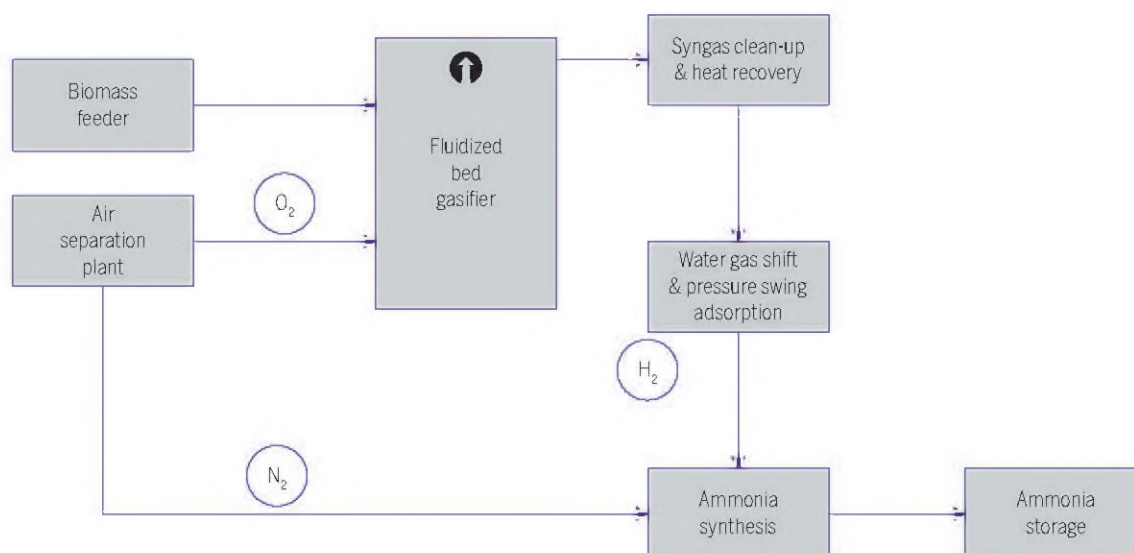 Biomass
feeder
Air
separation
plant
O₂
Fluidized
bed
gasifier
Syngas clean-up
& heat recovery
Water gas shift
& pressure swing
adsorption
H₂
N₂
Ammonia
synthesis
Ammonia
storage